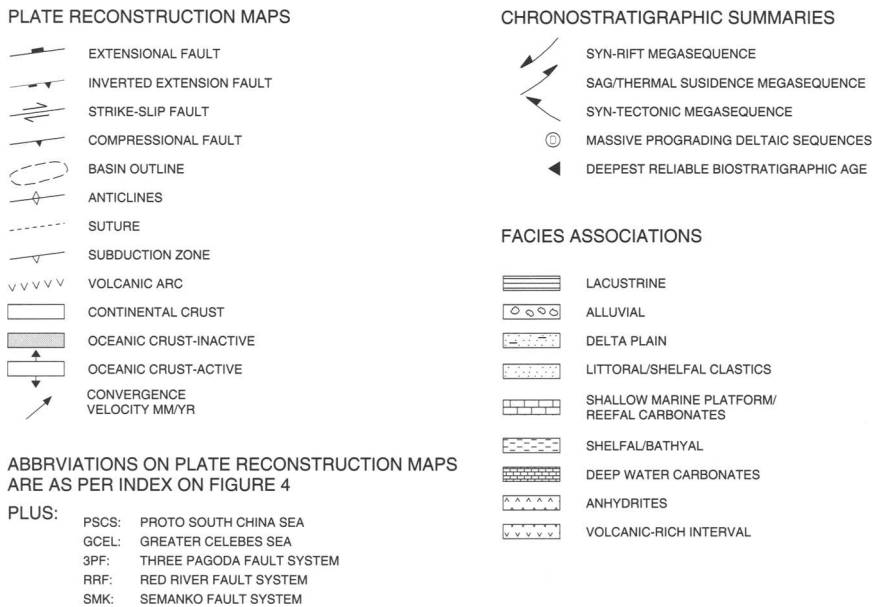 PLATE RECONSTRUCTION MAPS
EXTENSIONAL FAULT
INVERTED EXTENSION FAULT
STRIKE-SLIP FAULT
COMPRESSIONAL FAULT
BASIN OUTLINE
ANTICLINES
SUTURE
SUBDUCTION ZONE
VOLCANIC ARC
CONTINENTAL CRUST
OCEANIC CRUST-INACTIVE
OCEANIC CRUST-ACTIVE
CONVERGENCE
VELOCITY MM/YR
ABBRVIATIONS ON PLATE RECONSTRUCTION MAPS
ARE AS PER INDEX ON FIGURE 4
PLUS:
PSCS: PROTO SOUTH CHINA SEA
GCEL: GREATER CELEBES SEA
3PF: THREE PAGODA FAULT SYSTEM
RRF: RED RIVER FAULT SYSTEM
SMK: SEMANKO FAULT SYSTEM
CHRONOSTRATIGRAPHIC SUMMARIES
SYN-RIFT MEGASEQUENCE
SAG/THERMAL SUSIDENCE MEGASEQUENCE
SYN-TECTONIC MEGASEQUENCE
D MASSIVE PROGRADING DELTAIC SEQUENCES
DEEPEST RELIABLE BIOSTRATIGRAPHIC AGE
FACIES ASSOCIATIONS
LACUSTRINE
ALLUVIAL
DELTA PLAIN
LITTORAL/SHELFAL CLASTICS
SHALLOW MARINE PLATFORM/
REEFAL CARBONATES
SHELFAL/BATHYAL
DEEP WATER CARBONATES
ANHYDRITES
VOLCANIC-RICH INTERVAL